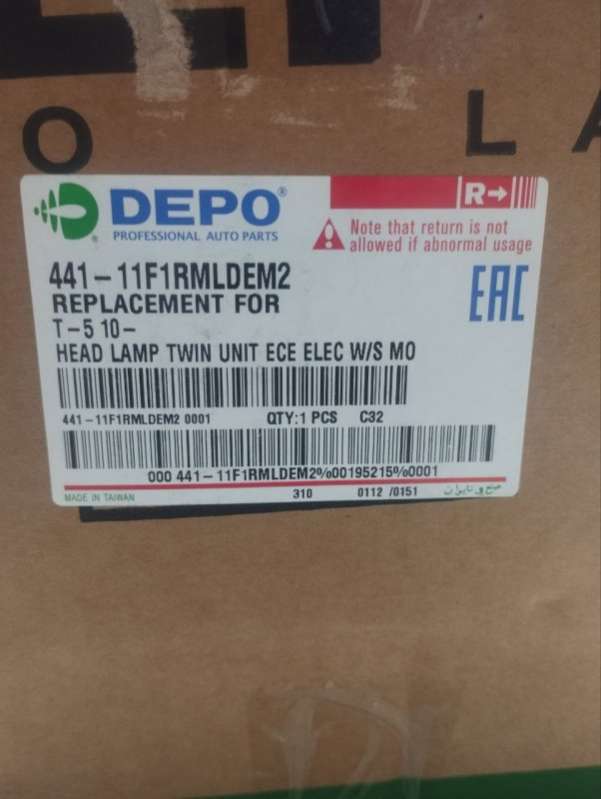 O LA
DEPO®
PROFESSIONAL AUTO PARTS
R→
Note that return is not
allowed if abnormal usage
441-11F1RMLDEM2
REPLACEMENT FOR
EAC
T-5 10-
HEAD LAMP TWIN UNIT ECE ELEC W/S MO
441-11F1RMLDEM2 0001 QTY:1 PCS C32
000 441-11F1RMLDEM2%00195215%0001
MADE IN TAIWAN 310 0112 /0151 صنع في تايوان